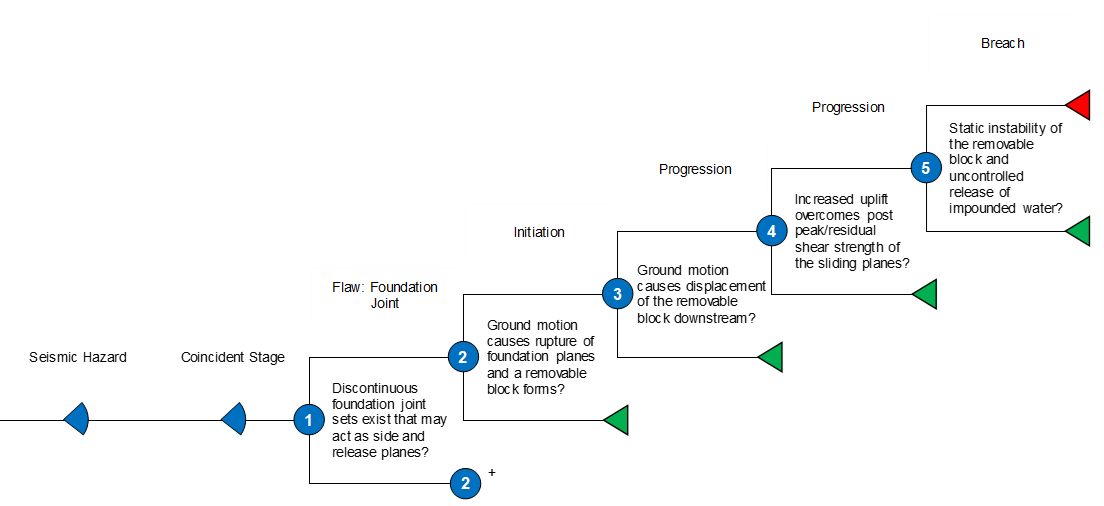 Breach
Progression
Static instability of
the removable
block and
uncontrolled
release of
impounded water?
5
Progression
Increased uplift
overcomes post
peak/residual
shear strength of
the sliding planes?
4
Initiation
Ground motion
causes displacement
of the removable
block downstream?
3
Flaw: Foundation
Joint
Ground motion
causes rupture of
foundation planes
and a removable
block forms?
2
Seismic Hazard
Coincident Stage
Discontinuous
foundation joint
sets exist that may
act as side and
release planes?
1
2
+